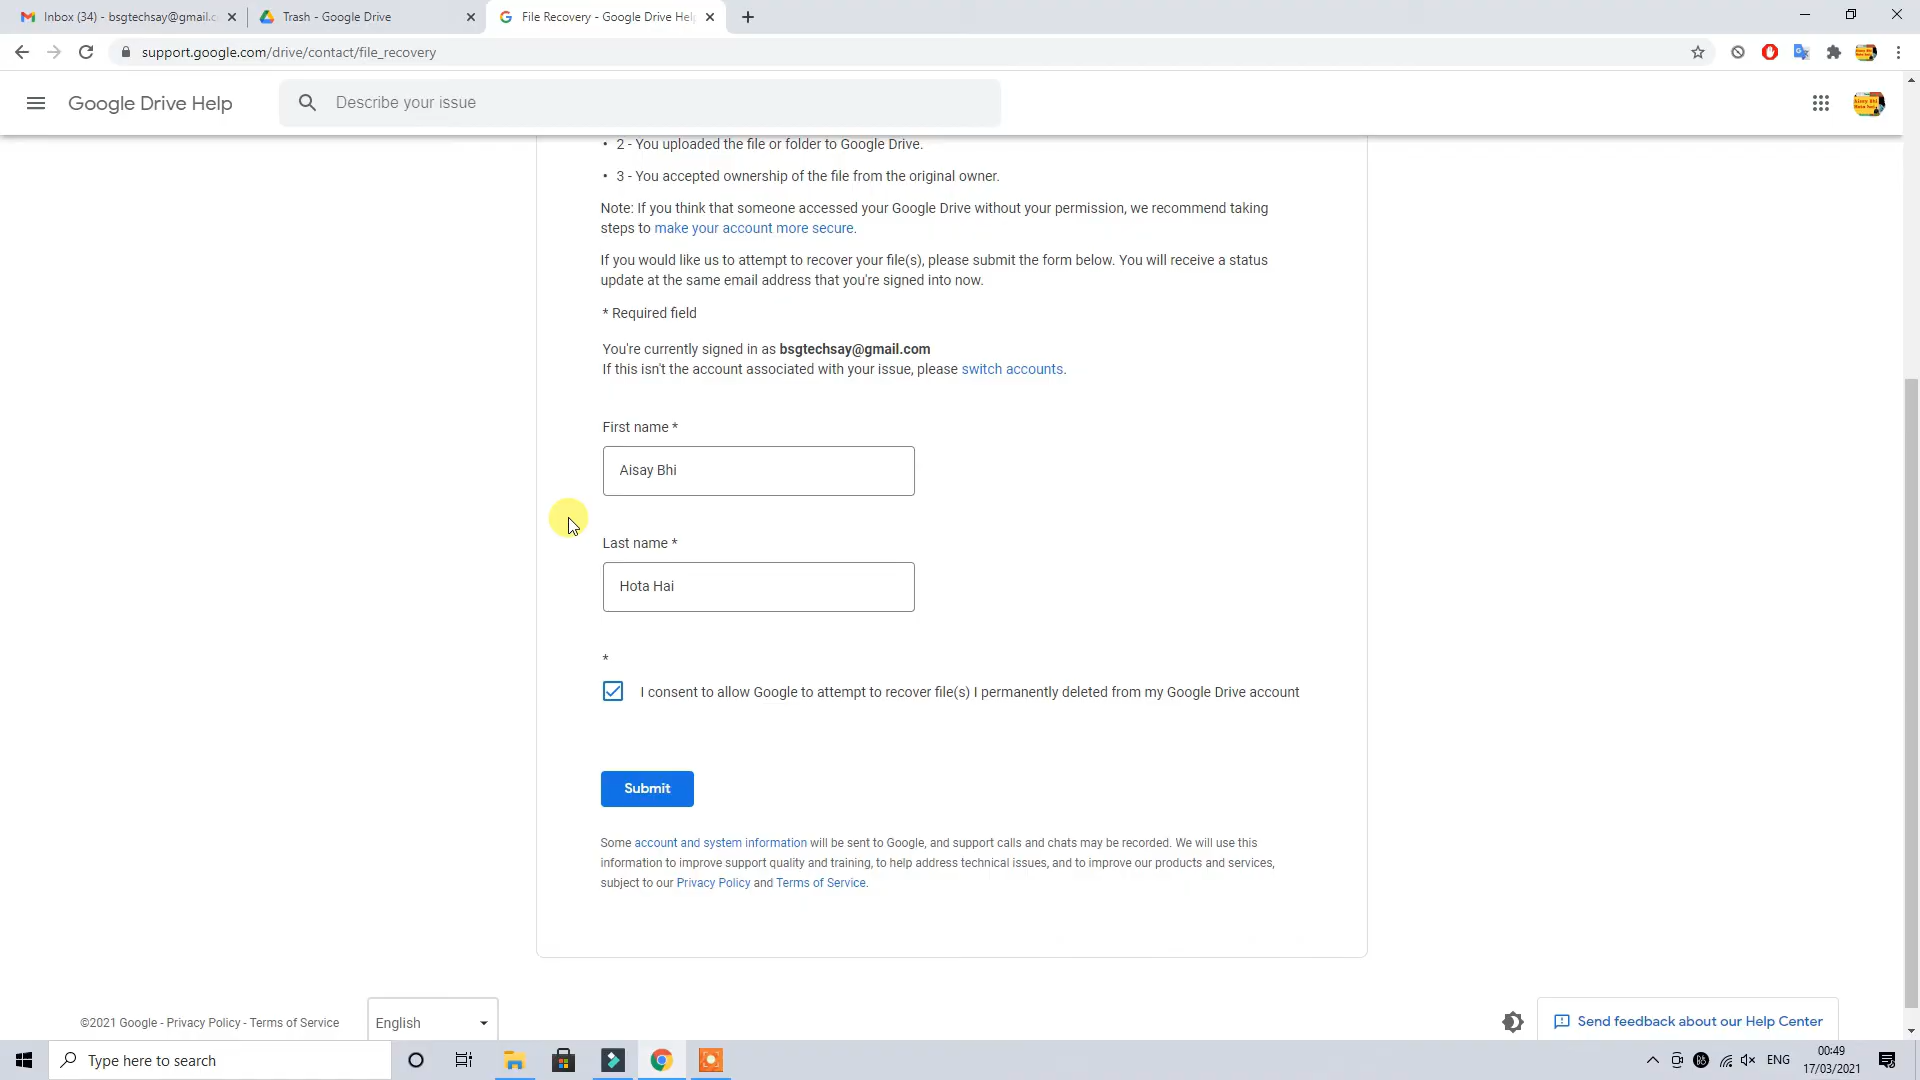 Inbox (34) - bsgtechsay@gmail.c
Trash - Google Drive
File Recovery - Google Drive Hel
support.google.com/drive/contact/file_recovery
Google Drive Help
Describe your issue
• 2 - You uploaded the file or folder to Google Drive.
• 3 - You accepted ownership of the file from the original owner.
Note: If you think that someone accessed your Google Drive without your permission, we recommend taking
steps to make your account more secure.
If you would like us to attempt to recover your file(s), please submit the form below. You will receive a status
update at the same email address that you're signed into now.
* Required field
You're currently signed in as bsgtechsay@gmail.com
If this isn't the account associated with your issue, please switch accounts.
First name *
Aisay Bhi
Last name *
Hota Hai
*
I consent to allow Google to attempt to recover file(s) I permanently deleted from my Google Drive account
Submit
Some account and system information will be sent to Google, and support calls and chats may be recorded. We will use this
information to improve support quality and training, to help address technical issues, and to improve our products and services,
subject to our Privacy Policy and Terms of Service.
©2021 Google - Privacy Policy - Terms of Service
English
Send feedback about our Help Center
Type here to search
ENG
00:49
17/03/2021